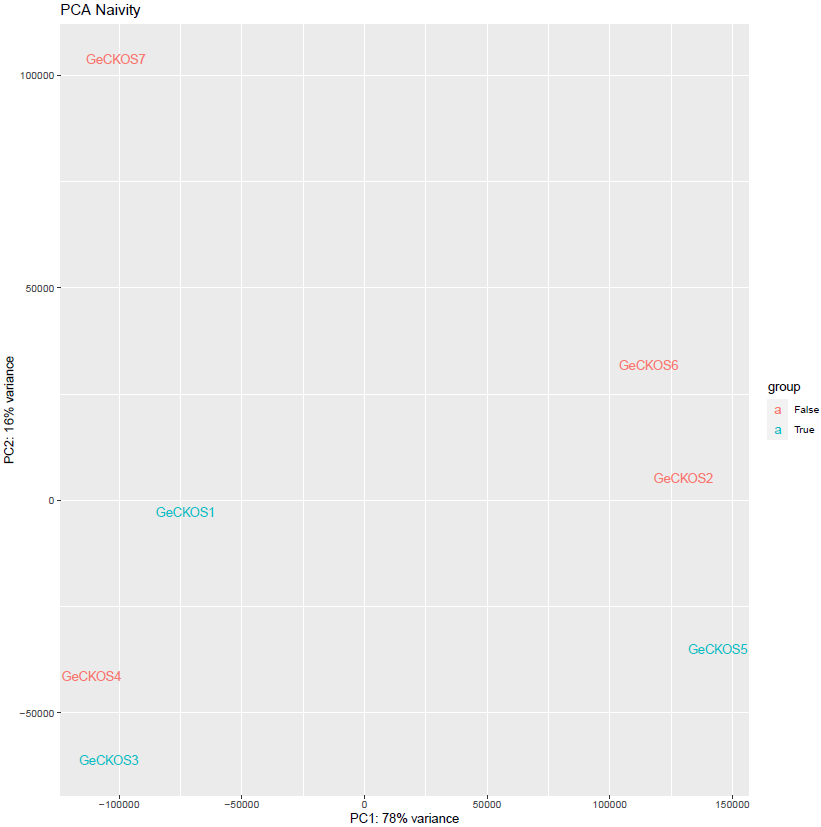 PCA Naivity
GeCKOS7
100000
50000
GeCKOS6
group
a False
a True
GeCKOS2
0
GeCKOS1
GeCKOS5
GeCKOS4
−50000
GeCKOS3
−100000 −50000 0 50000 100000 150000
PC1: 78% variance
PC2: 16% variance